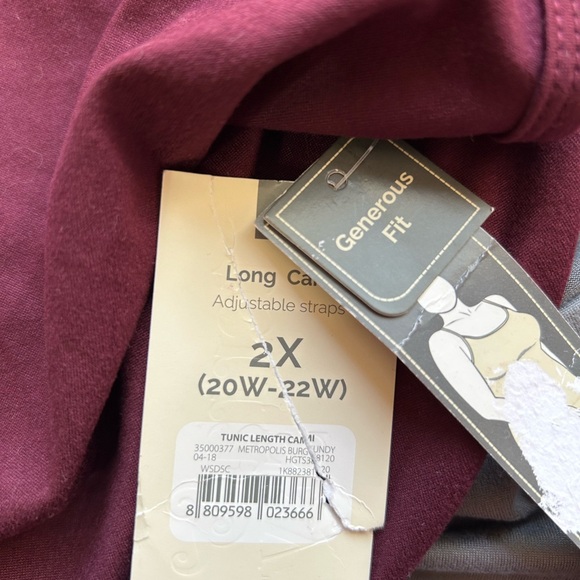 Generous
Fit
Long
Adjustable straps
2X
(20W-22W)
TUNIC LENGTH CAMI
35000377 METROPOLIS BURGUNDY
04-18
WSDSC
8 809598 023666